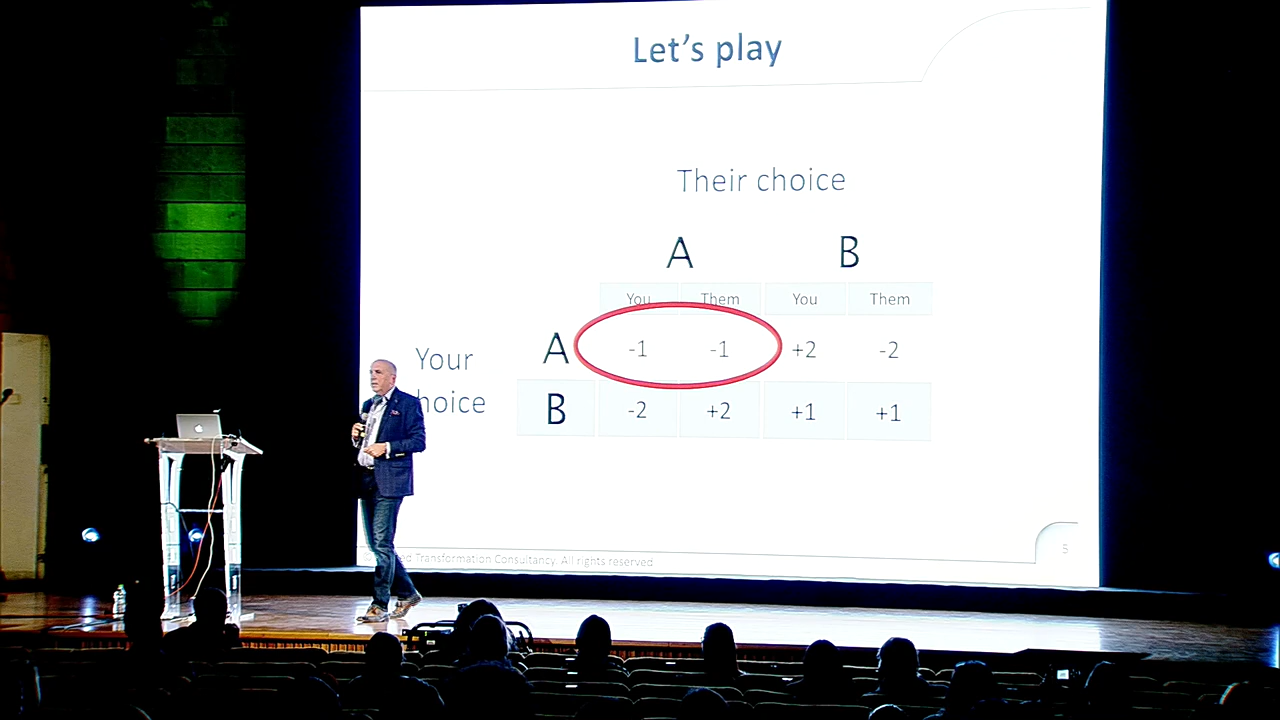 Let's play
Their choice
A B
You Them You Them
A -1 -1 +2 -2
Your
choice
B -2 +2 +1 +1
Transformation Consultancy. All rights reserved
5